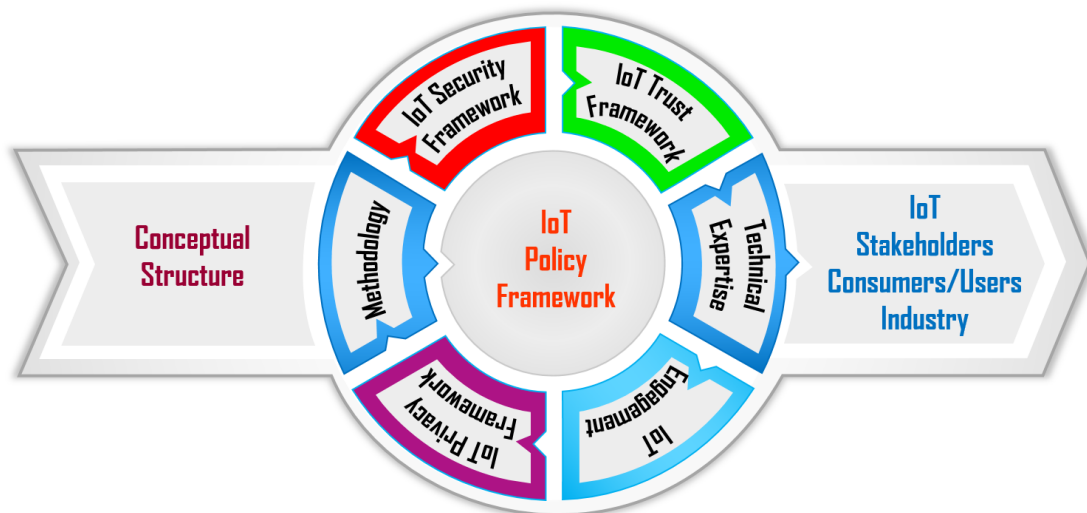 Conceptual
Structure
IoT Security
Framework
IoT Trust
Framework
Methodology
IoT
Policy
Framework
Technical
Expertise
IoT Privacy
Framework
IoT
Engagement
IoT
Stakeholders
Consumers/Users
Industry